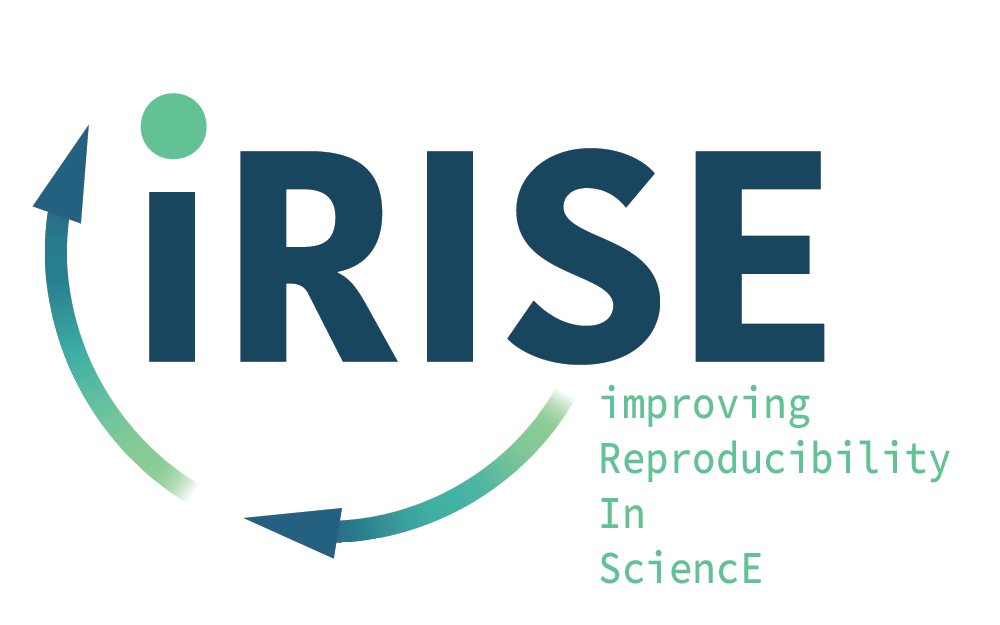 iRISE
improving
Reproducibility
In
SciencE